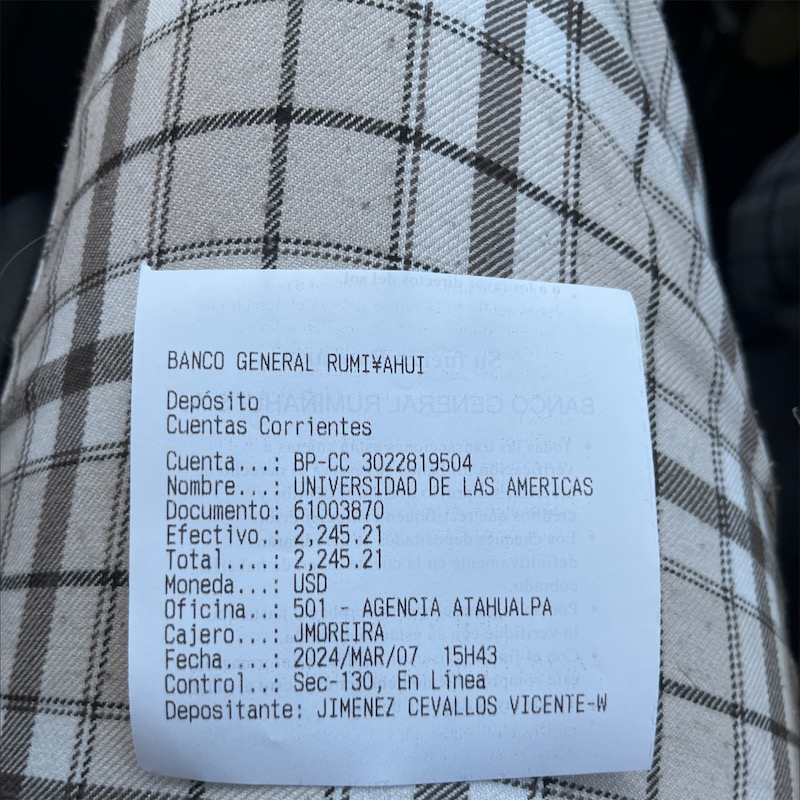 BANCO GENERAL RUMI¥AHUI
Depósito
Cuentas Corrientes
Cuenta...: BP-CC 3022819504
Nombre...: UNIVERSIDAD DE LAS AMERICAS
Documento: 61003870
Efectivo.: 2,245.21
Total....: 2,245.21
Moneda...: USD
Oficina..: 501 - AGENCIA ATAHUALPA
Cajero...: JMOREIRA
Fecha....: 2024/MAR/07 15H43
Control..: Sec-130, En Línea
Depositante: JIMENEZ CEVALLOS VICENTE-W